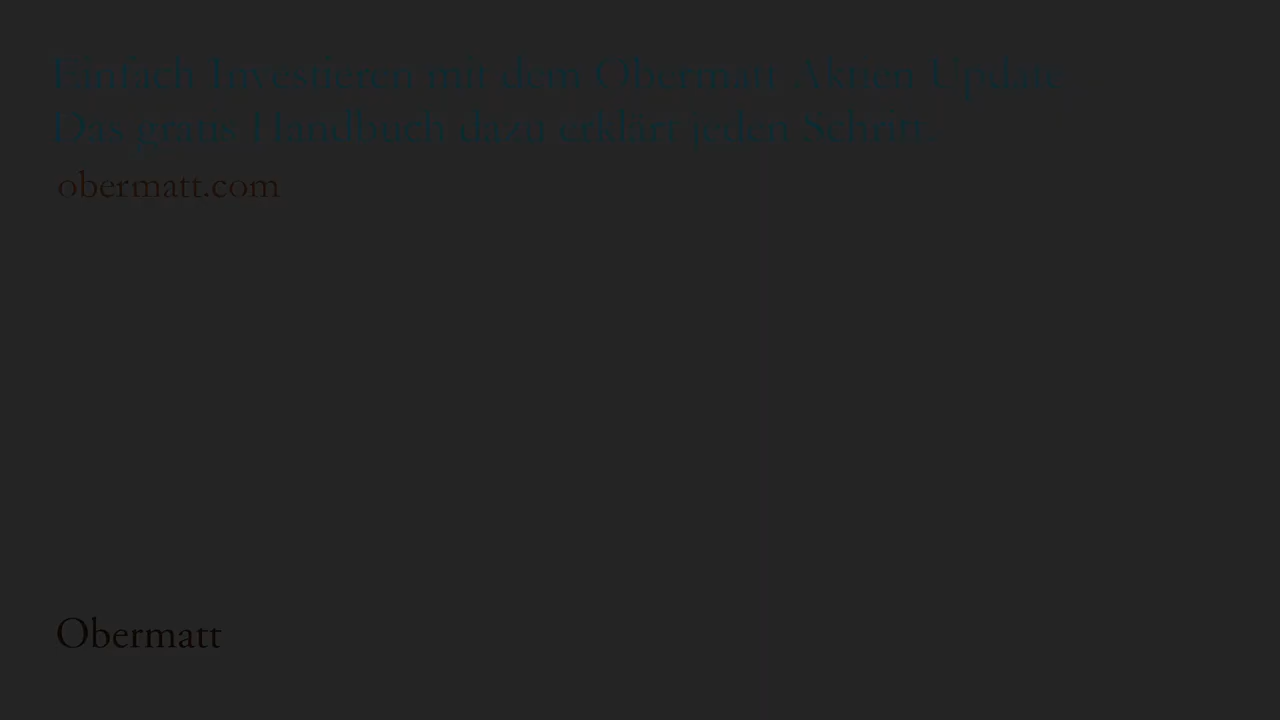 Einfach Investieren mit dem Obermatt Aktien Update
Das gratis Handbuch dazu erklärt jeden Schritt.
obermatt.com
Obermatt